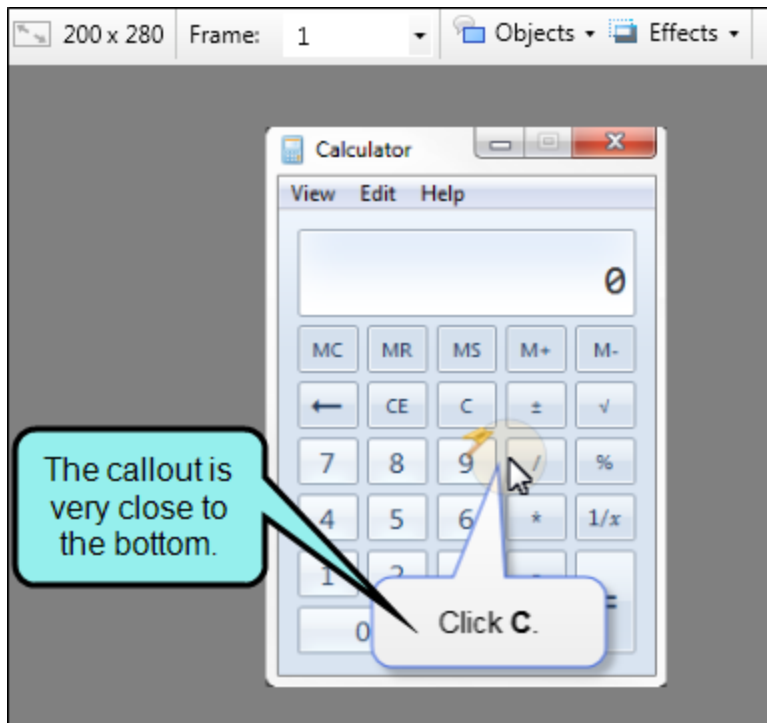 200 x 280 Frame: 1 Objects Effects
Calculator
View Edit Help
0
MC MR MS M+ M-
← CE C ± √
7 8 9 / %
The callout is
very close to
the bottom.
4 5 6 * 1/x
1 2 - =
0
Click C.